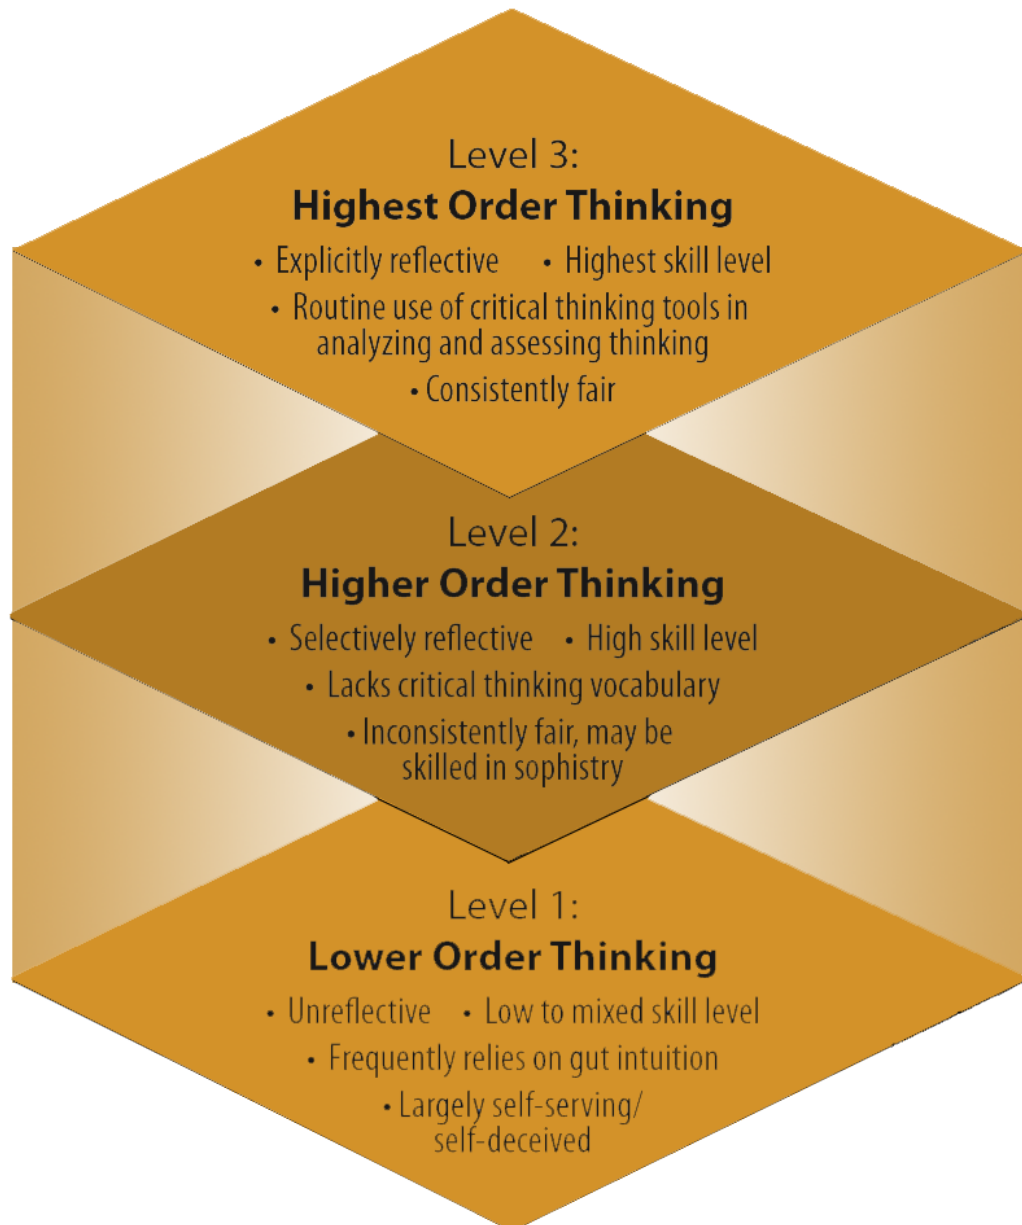 Level 3:
Highest Order Thinking
• Explicitly reflective • Highest skill level
• Routine use of critical thinking tools in
analyzing and assessing thinking
• Consistently fair
Level 2:
Higher Order Thinking
• Selectively reflective • High skill level
• Lacks critical thinking vocabulary
• Inconsistently fair, may be
skilled in sophistry
Level 1:
Lower Order Thinking
• Unreflective • Low to mixed skill level
• Frequently relies on gut intuition
• Largely self-serving/
self-deceived